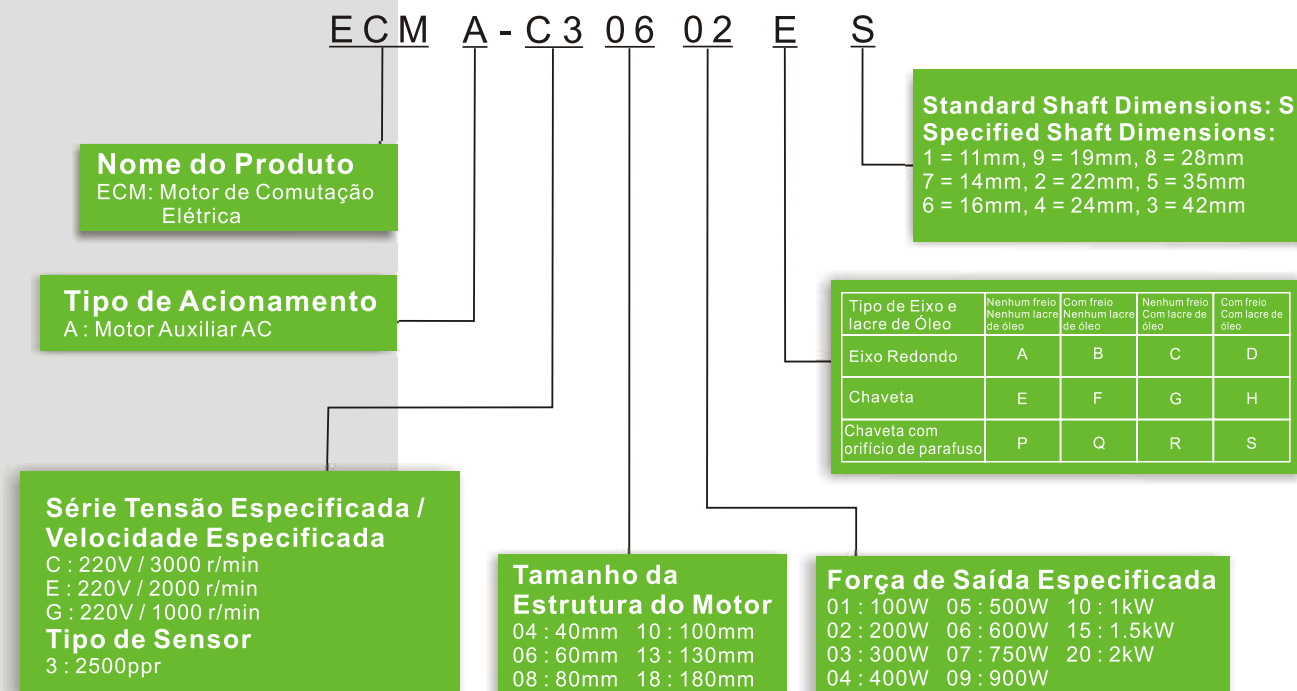 ECM A-C3 06 02 E S
Standard Shaft Dimensions: S
Specified Shaft Dimensions:
1 = 11mm, 9 = 19mm, 8 = 28mm
7 = 14mm, 2 = 22mm, 5 = 35mm
6 = 16mm, 4 = 24mm, 3 = 42mm
Nome do Produto
ECM: Motor de Comutação
Elétrica
Tipo de Acionamento
A : Motor Auxiliar AC
Tipo de Eixo e
lacre de Óleo
Nenhum freio
Nenhum lacre
de óleo
Com freio
Nenhum lacre
de óleo
Nenhum freio
Com lacre de
óleo
Com freio
Com lacre de
óleo
Eixo Redondo A B C D
Chaveta E F G H
Chaveta com
orifício de parafuso P Q R S
Série Tensão Especificada /
Velocidade Especificada
C : 220V / 3000 r/min
E : 220V / 2000 r/min
G : 220V / 1000 r/min
Tipo de Sensor
3 : 2500ppr
Tamanho da
Estrutura do Motor
04 : 40mm 10 : 100mm
06 : 60mm 13 : 130mm
08 : 80mm 18 : 180mm
Força de Saída Especificada
01 : 100W 05 : 500W 10 : 1kW
02 : 200W 06 : 600W 15 : 1.5kW
03 : 300W 07 : 750W 20 : 2kW
04 : 400W 09 : 900W